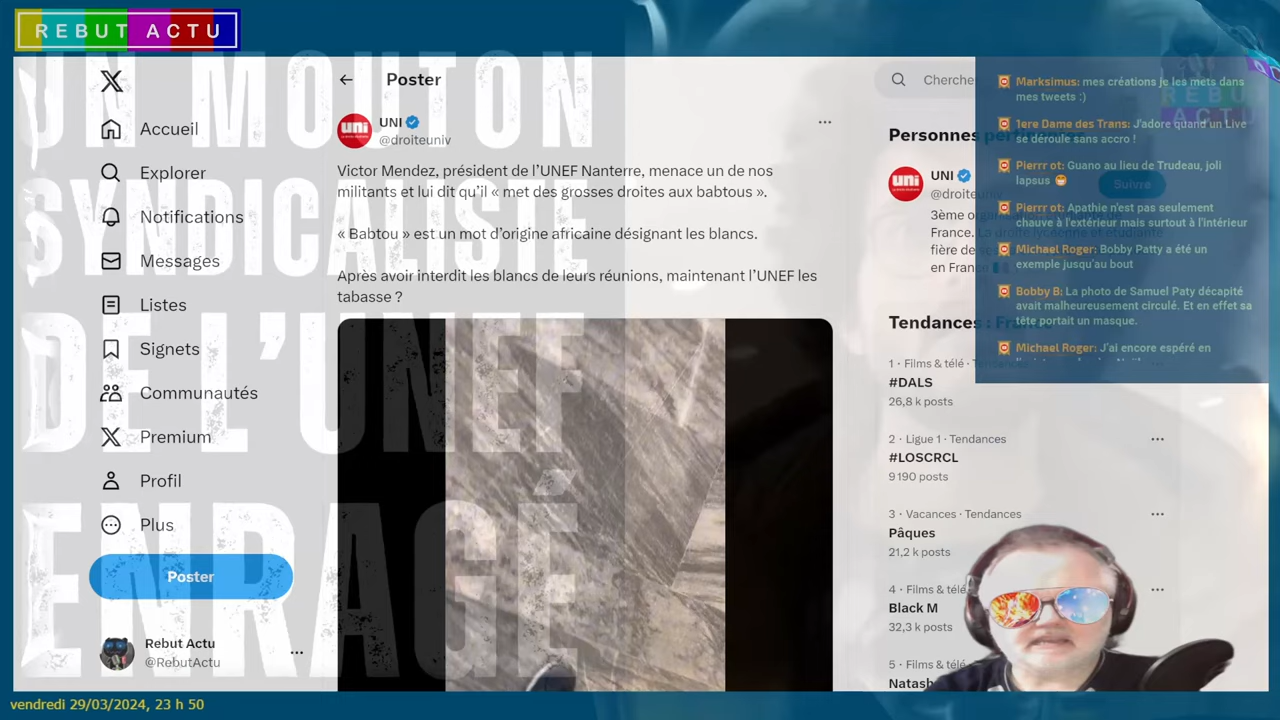 REBUT ACTU
UN MOUTON
SYNDICALISTE
DE L'UNEF
ENRAGÉ
Accueil
Explorer
Notifications
Messages
Listes
Signets
Communautés
Premium
Profil
Plus
Poster
Rebut Actu
@RebutActu
Poster
UNI
@droiteuniv
Victor Mendez, président de l'UNEF Nanterre, menace un de nos
militants et lui dit qu'il « met des grosses droites aux babtous ».
« Babtou » est un mot d'origine africaine désignant les blancs.
Après avoir interdit les blancs de leurs réunions, maintenant l'UNEF les
tabasse ?
Cherche
Personnes pertinentes
UNI
@droiteuniv
Suivre
3ème
France. La droite lycéenne et étudiante
fière de
en France
Marksimus: mes créations je les mets dans
mes tweets :)
1ere Dame des Trans: J'adore quand un Live
se déroule sans accro !
Pierrr ot: Guano au lieu de Trudeau, joli
lapsus 😁
Pierrr ot: Apathie n'est pas seulement
chauve à l'extérieur mais surtout à l'intérieur
Michael Roger: Bobby Patty a été un
exemple jusqu'au bout
Bobby B: La photo de Samuel Paty décapité
avait malheureusement circulé. Et en effet sa
tête portait un masque.
Michael Roger: J'ai encore espéré en
Tendances : France
1 · Films & télé · Tendances
#DALS
26,8 k posts
2 · Ligue 1 · Tendances
#LOSCRCL
9 190 posts
3 · Vacances · Tendances
Pâques
21,2 k posts
4 · Films & télé
Black M
32,3 k posts
5 · Films & télé
Natash
vendredi 29/03/2024, 23 h 50